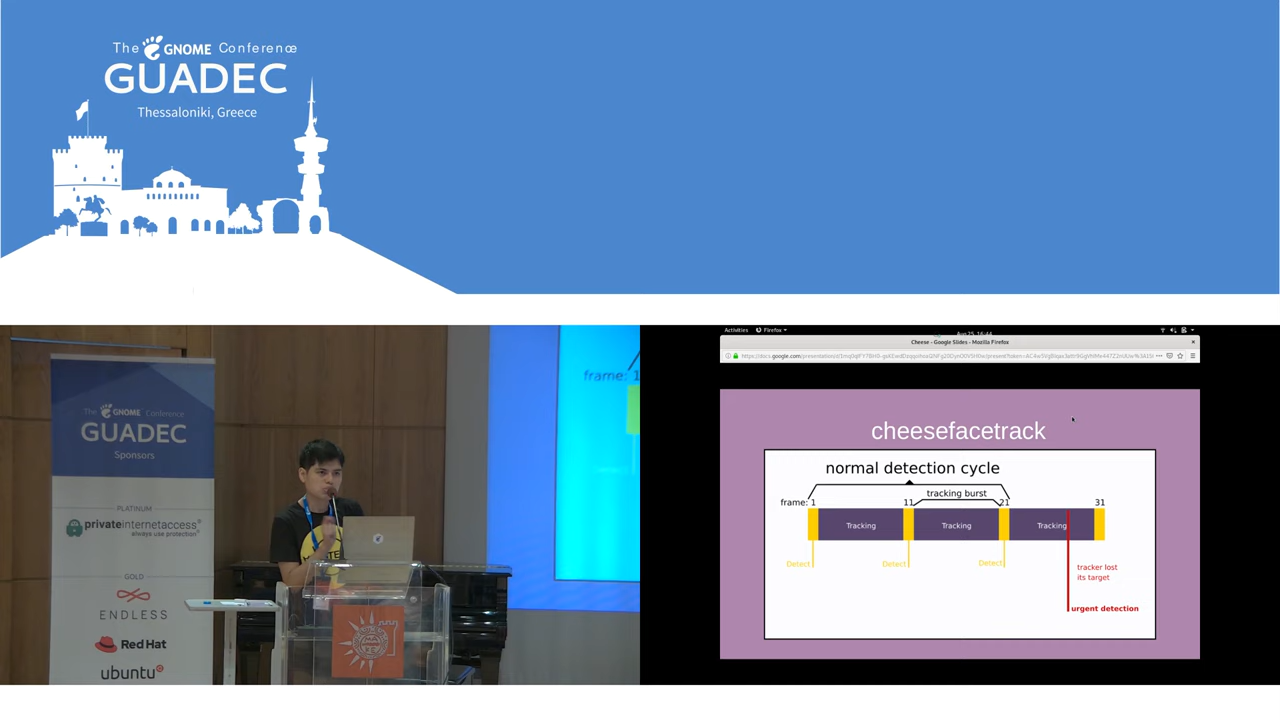 The GNOME Conference
GUADEC
Thessaloniki, Greece
The GNOME Conference
GUADEC
Sponsors
PLATINUM
privateinternetaccess®
always use protection®
GOLD
ENDLESS
Red Hat
ubuntu
frame: 1
Activities
Firefox
Cheese - Google Slides - Mozilla Firefox
cheesefacetrack
normal detection cycle
tracking burst
frame: 1 11 21 31
Tracking Tracking Tracking
Detect Detect Detect
tracker lost
its target
urgent detection